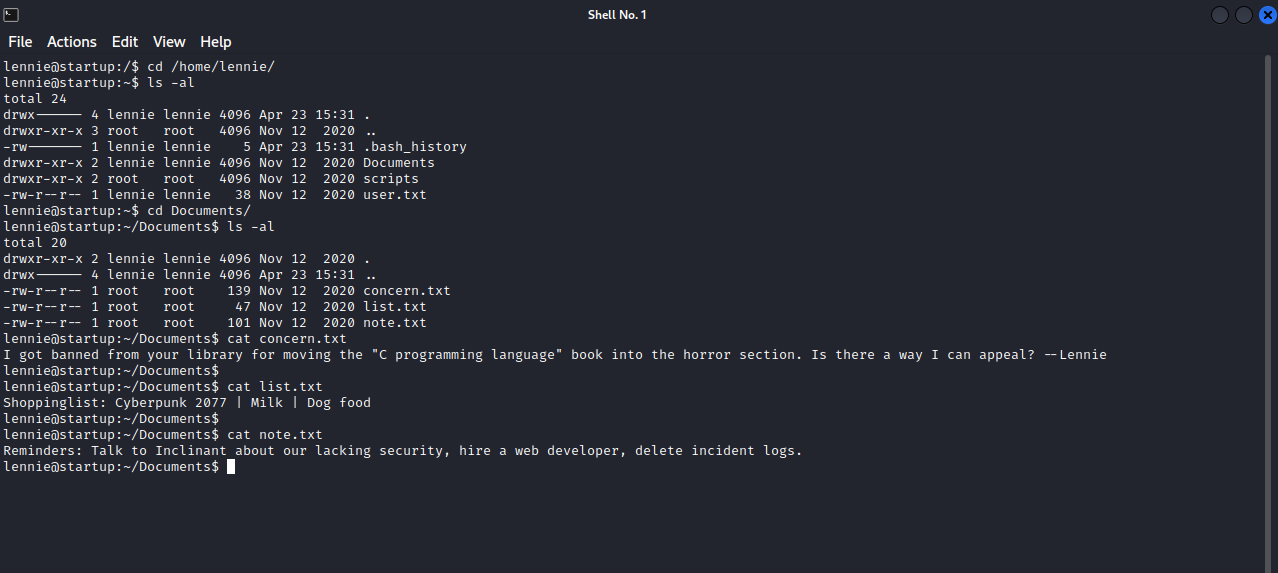 Shell No. 1
File Actions Edit View Help
lennie@startup:/$ cd /home/lennie/
lennie@startup:~$ ls -al
total 24
drwx------ 4 lennie lennie 4096 Apr 23 15:31 .
drwxr-xr-x 3 root   root   4096 Nov 12  2020 ..
-rw------- 1 lennie lennie    5 Apr 23 15:31 .bash_history
drwxr-xr-x 2 lennie lennie 4096 Nov 12  2020 Documents
drwxr-xr-x 2 root   root   4096 Nov 12  2020 scripts
-rw-r--r-- 1 lennie lennie   38 Nov 12  2020 user.txt
lennie@startup:~$ cd Documents/
lennie@startup:~/Documents$ ls -al
total 20
drwxr-xr-x 2 lennie lennie 4096 Nov 12  2020 .
drwx------ 4 lennie lennie 4096 Apr 23 15:31 ..
-rw-r--r-- 1 root   root    139 Nov 12  2020 concern.txt
-rw-r--r-- 1 root   root     47 Nov 12  2020 list.txt
-rw-r--r-- 1 root   root    101 Nov 12  2020 note.txt
lennie@startup:~/Documents$ cat concern.txt
I got banned from your library for moving the "C programming language" book into the horror section. Is there a way I can appeal? --Lennie
lennie@startup:~/Documents$
lennie@startup:~/Documents$ cat list.txt
Shoppinglist: Cyberpunk 2077 | Milk | Dog food
lennie@startup:~/Documents$
lennie@startup:~/Documents$ cat note.txt
Reminders: Talk to Inclinant about our lacking security, hire a web developer, delete incident logs.
lennie@startup:~/Documents$